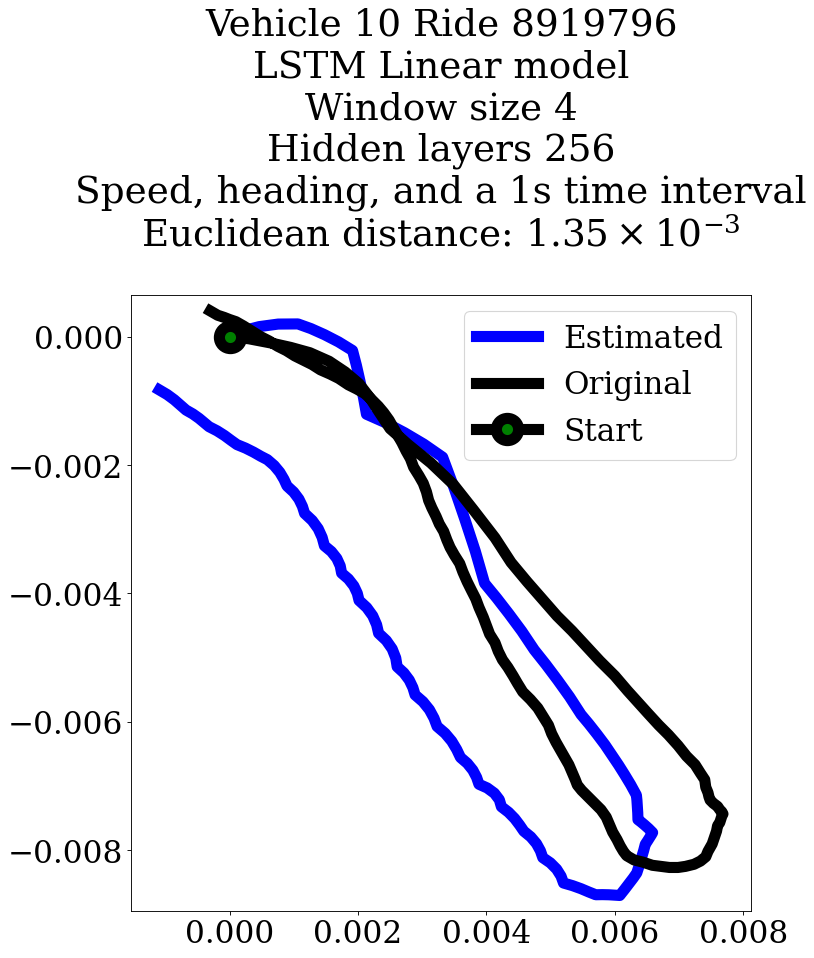 Vehicle 10 Ride 8919796
LSTM Linear model
Window size 4
Hidden layers 256
Speed, heading, and a 1s time interval
Euclidean distance: 1.35 × 10⁻³
Estimated
Original
Start
0.000
−0.002
−0.004
−0.006
−0.008
0.000 0.002 0.004 0.006 0.008